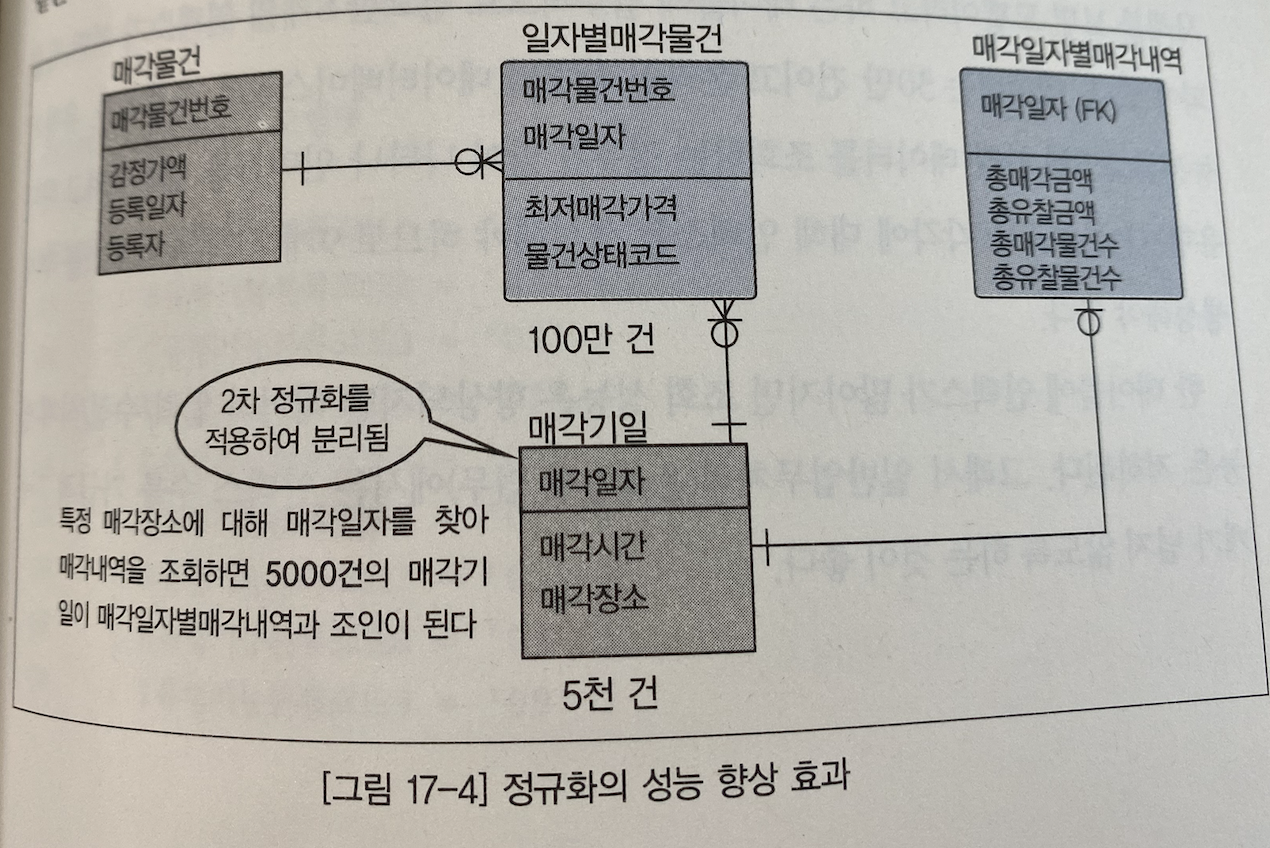 매각물건
매각물건번호
감정가액
등록일자
등록자
일자별매각물건
매각물건번호
매각일자
최저매각가격
물건상태코드
100만 건
매각일자별매각내역
매각일자 (FK)
총매각금액
총유찰금액
총매각물건수
총유찰물건수
2차 정규화를
적용하여 분리됨
매각기일
매각일자
매각시간
매각장소
5천 건
특정 매각장소에 대해 매각일자를 찾아
매각내역을 조회하면 5000건의 매각기
일이 매각일자별매각내역과 조인이 된다
[그림 17-4] 정규화의 성능 향상 효과